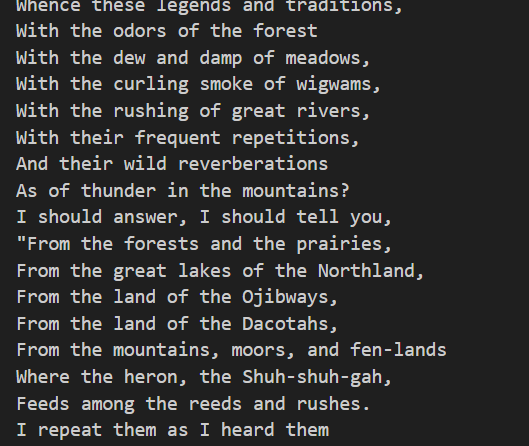 Whence these legends and traditions,
With the odors of the forest
With the dew and damp of meadows,
With the curling smoke of wigwams,
With the rushing of great rivers,
With their frequent repetitions,
And their wild reverberations
As of thunder in the mountains?
I should answer, I should tell you,
"From the forests and the prairies,
From the great lakes of the Northland,
From the land of the Ojibways,
From the land of the Dacotahs,
From the mountains, moors, and fen-lands
Where the heron, the Shuh-shuh-gah,
Feeds among the reeds and rushes.
I repeat them as I heard them